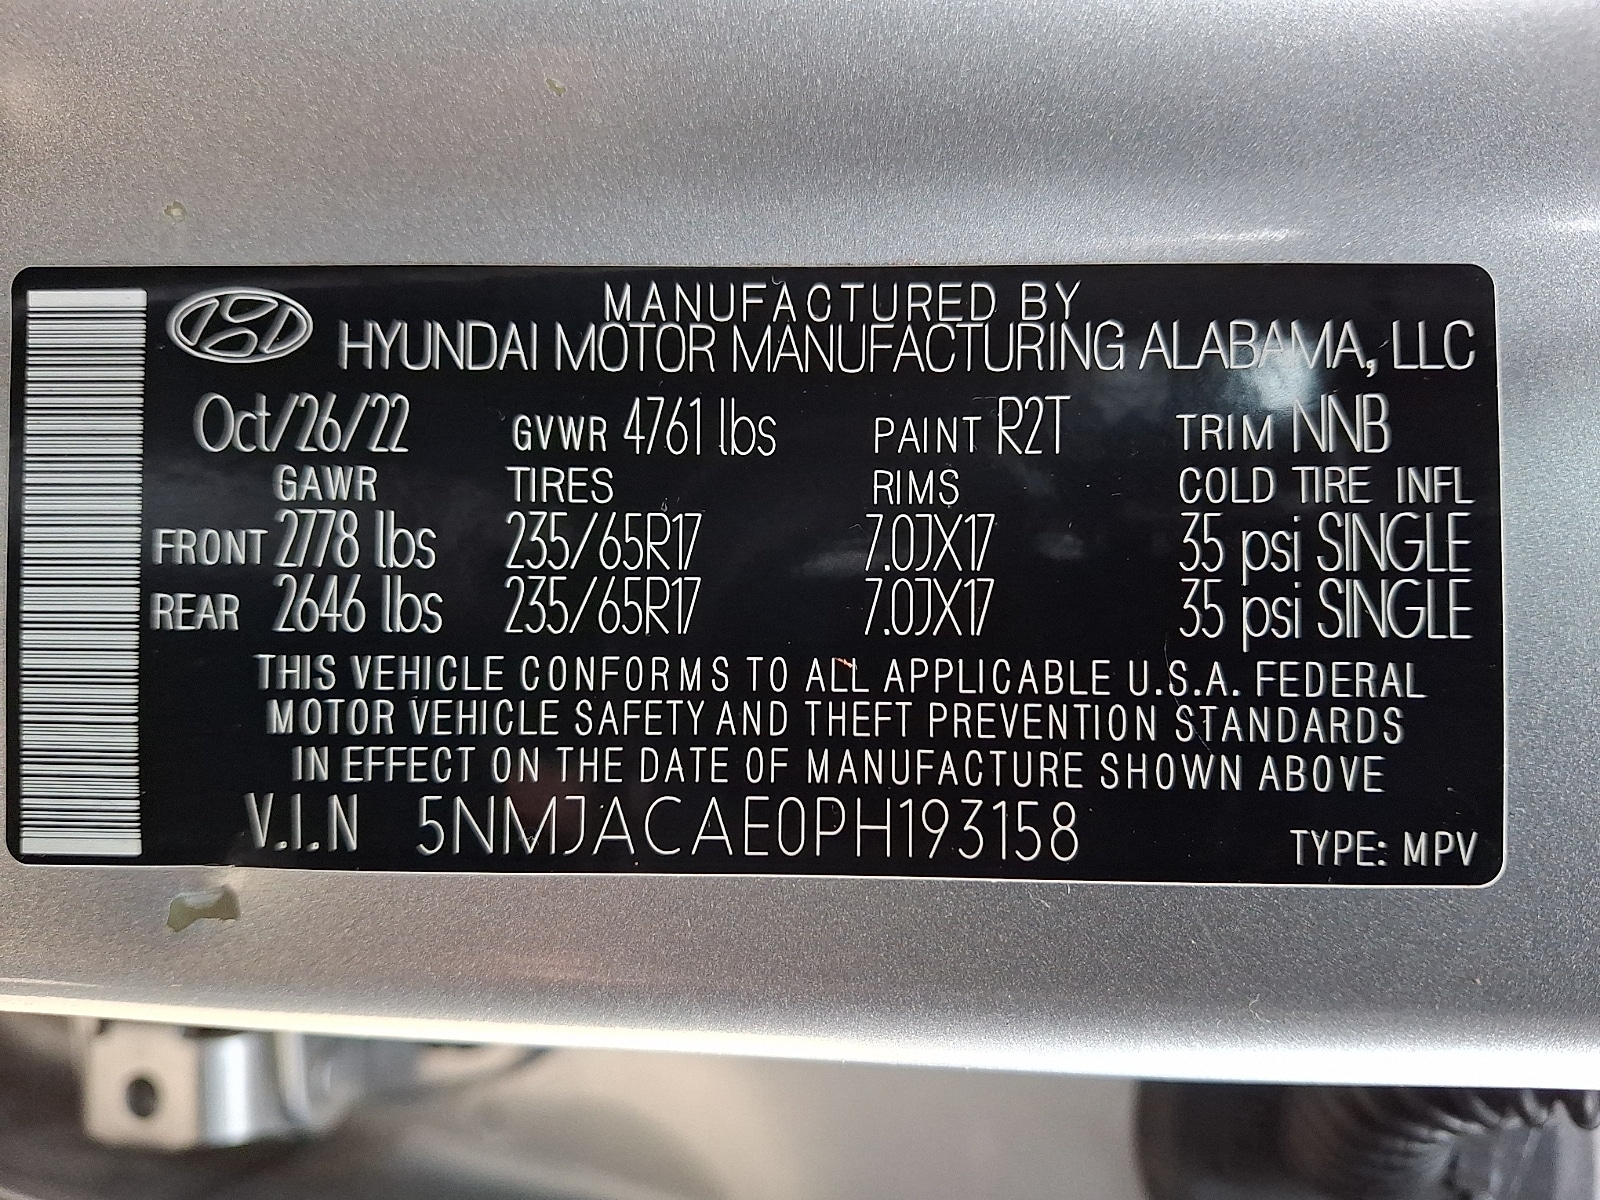 MANUFACTURED BY
HYUNDAI MOTOR MANUFACTURING ALABAMA, LLC
Oct/26/22 GVWR 4761 lbs PAINT R2T TRIM NNB
GAWR TIRES RIMS COLD TIRE INFL
FRONT 2778 lbs 235/65R17 7.0JX17 35 psi SINGLE
REAR 2646 lbs 235/65R17 7.0JX17 35 psi SINGLE
THIS VEHICLE CONFORMS TO ALL APPLICABLE U.S.A. FEDERAL
MOTOR VEHICLE SAFETY AND THEFT PREVENTION STANDARDS
IN EFFECT ON THE DATE OF MANUFACTURE SHOWN ABOVE
V.I.N 5NMJACAE0PH193158 TYPE: MPV